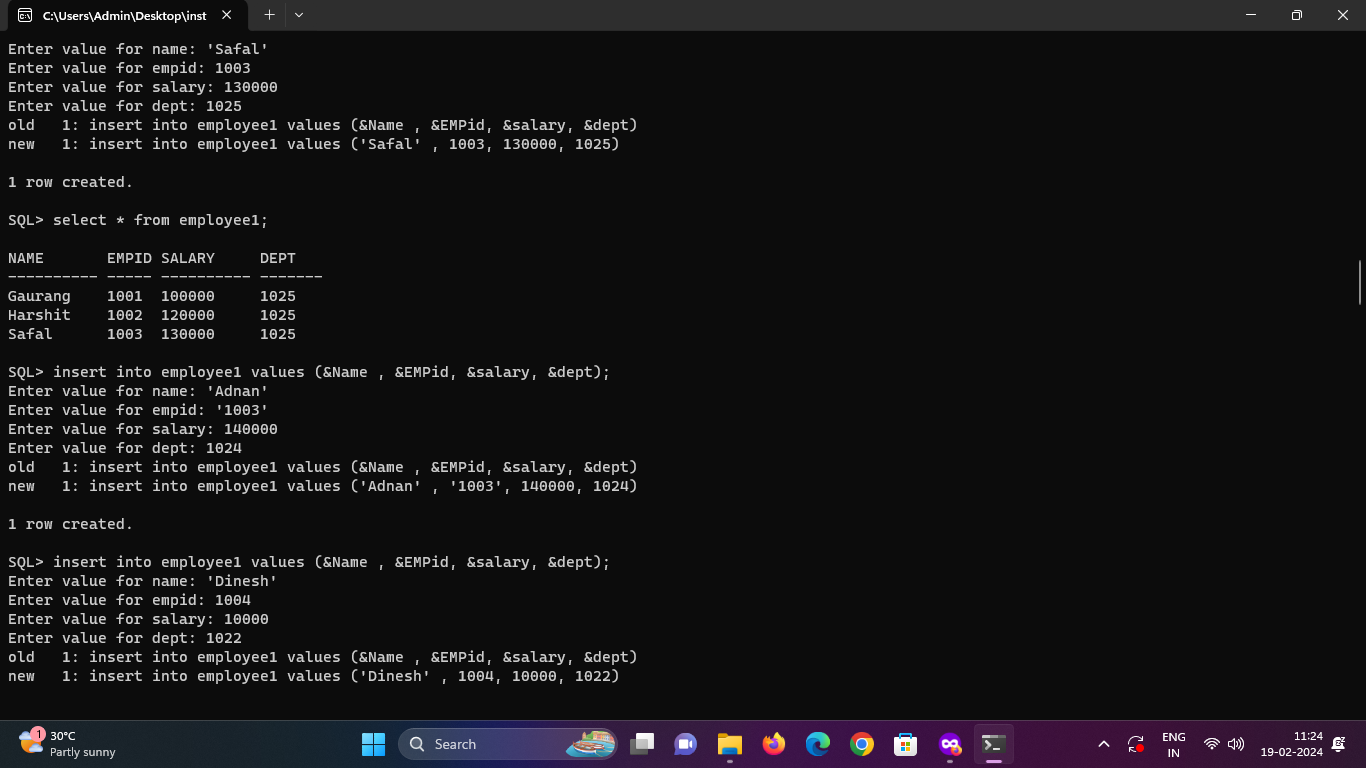 C:\Users\Admin\Desktop\inst
Enter value for name: 'Safal'
Enter value for empid: 1003
Enter value for salary: 130000
Enter value for dept: 1025
old   1: insert into employee1 values (&Name , &EMPid, &salary, &dept)
new   1: insert into employee1 values ('Safal' , 1003, 130000, 1025)
1 row created.
SQL> select * from employee1;
NAME       EMPID SALARY     DEPT
---------- ----- ---------- -------
Gaurang    1001  100000     1025
Harshit    1002  120000     1025
Safal      1003  130000     1025
SQL> insert into employee1 values (&Name , &EMPid, &salary, &dept);
Enter value for name: 'Adnan'
Enter value for empid: '1003'
Enter value for salary: 140000
Enter value for dept: 1024
old   1: insert into employee1 values (&Name , &EMPid, &salary, &dept)
new   1: insert into employee1 values ('Adnan' , '1003', 140000, 1024)
1 row created.
SQL> insert into employee1 values (&Name , &EMPid, &salary, &dept);
Enter value for name: 'Dinesh'
Enter value for empid: 1004
Enter value for salary: 10000
Enter value for dept: 1022
old   1: insert into employee1 values (&Name , &EMPid, &salary, &dept)
new   1: insert into employee1 values ('Dinesh' , 1004, 10000, 1022)
1
30°C
Partly sunny
Search
ENG
IN
11:24
19-02-2024